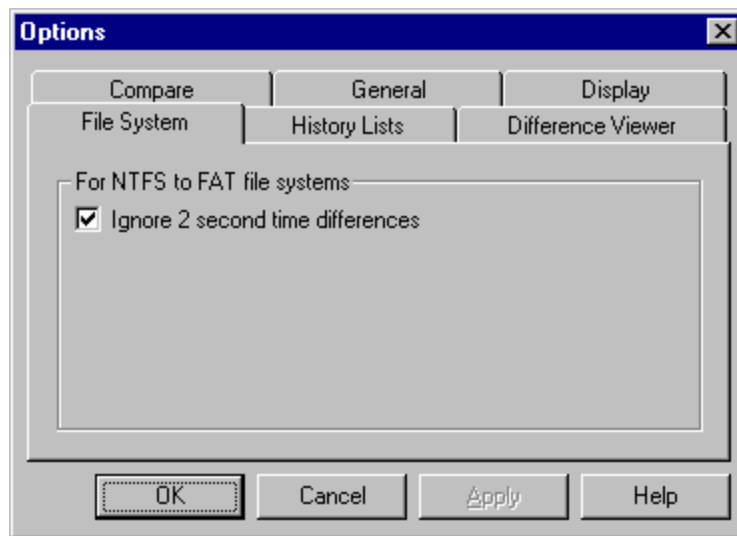 Options
Compare General Display
File System History Lists Difference Viewer
For NTFS to FAT file systems
Ignore 2 second time differences
OK Cancel Apply Help